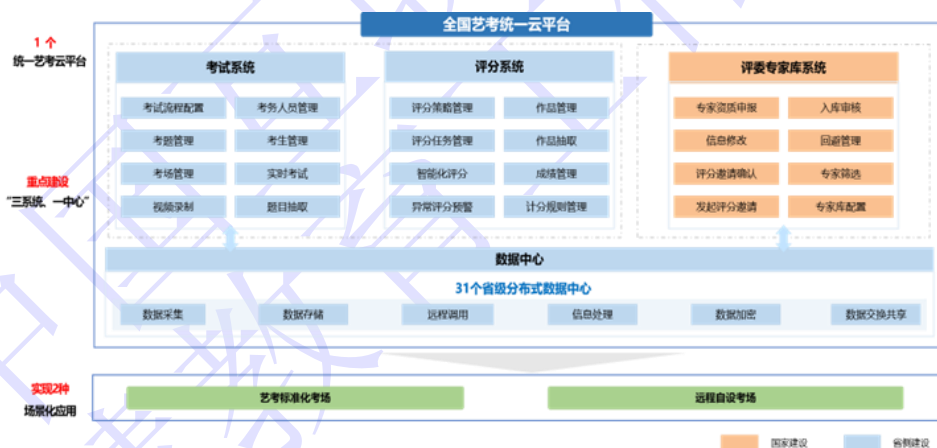 全国艺考统一云平台
1 个
统一艺考云平台
考试系统
评分系统
评委专家库系统
考试流程配置
考务人员管理
评分策略管理
作品管理
专家资质申报
入库审核
考题管理
考生管理
评分任务管理
作品抽取
信息修改
回避管理
考场管理
实时考试
智能化评分
成绩管理
评分邀请确认
专家筛选
重点建设
"三系统、一中心"
视频录制
题目抽取
异常评分预警
计分规则管理
发起评分邀请
专家库配置
数据中心
31个省级分布式数据中心
数据采集
数据存储
远程调用
信息处理
数据加密
数据交换共享
实现2种
场景化应用
艺考标准化考场
远程自设考场
国家建设
省侧建设